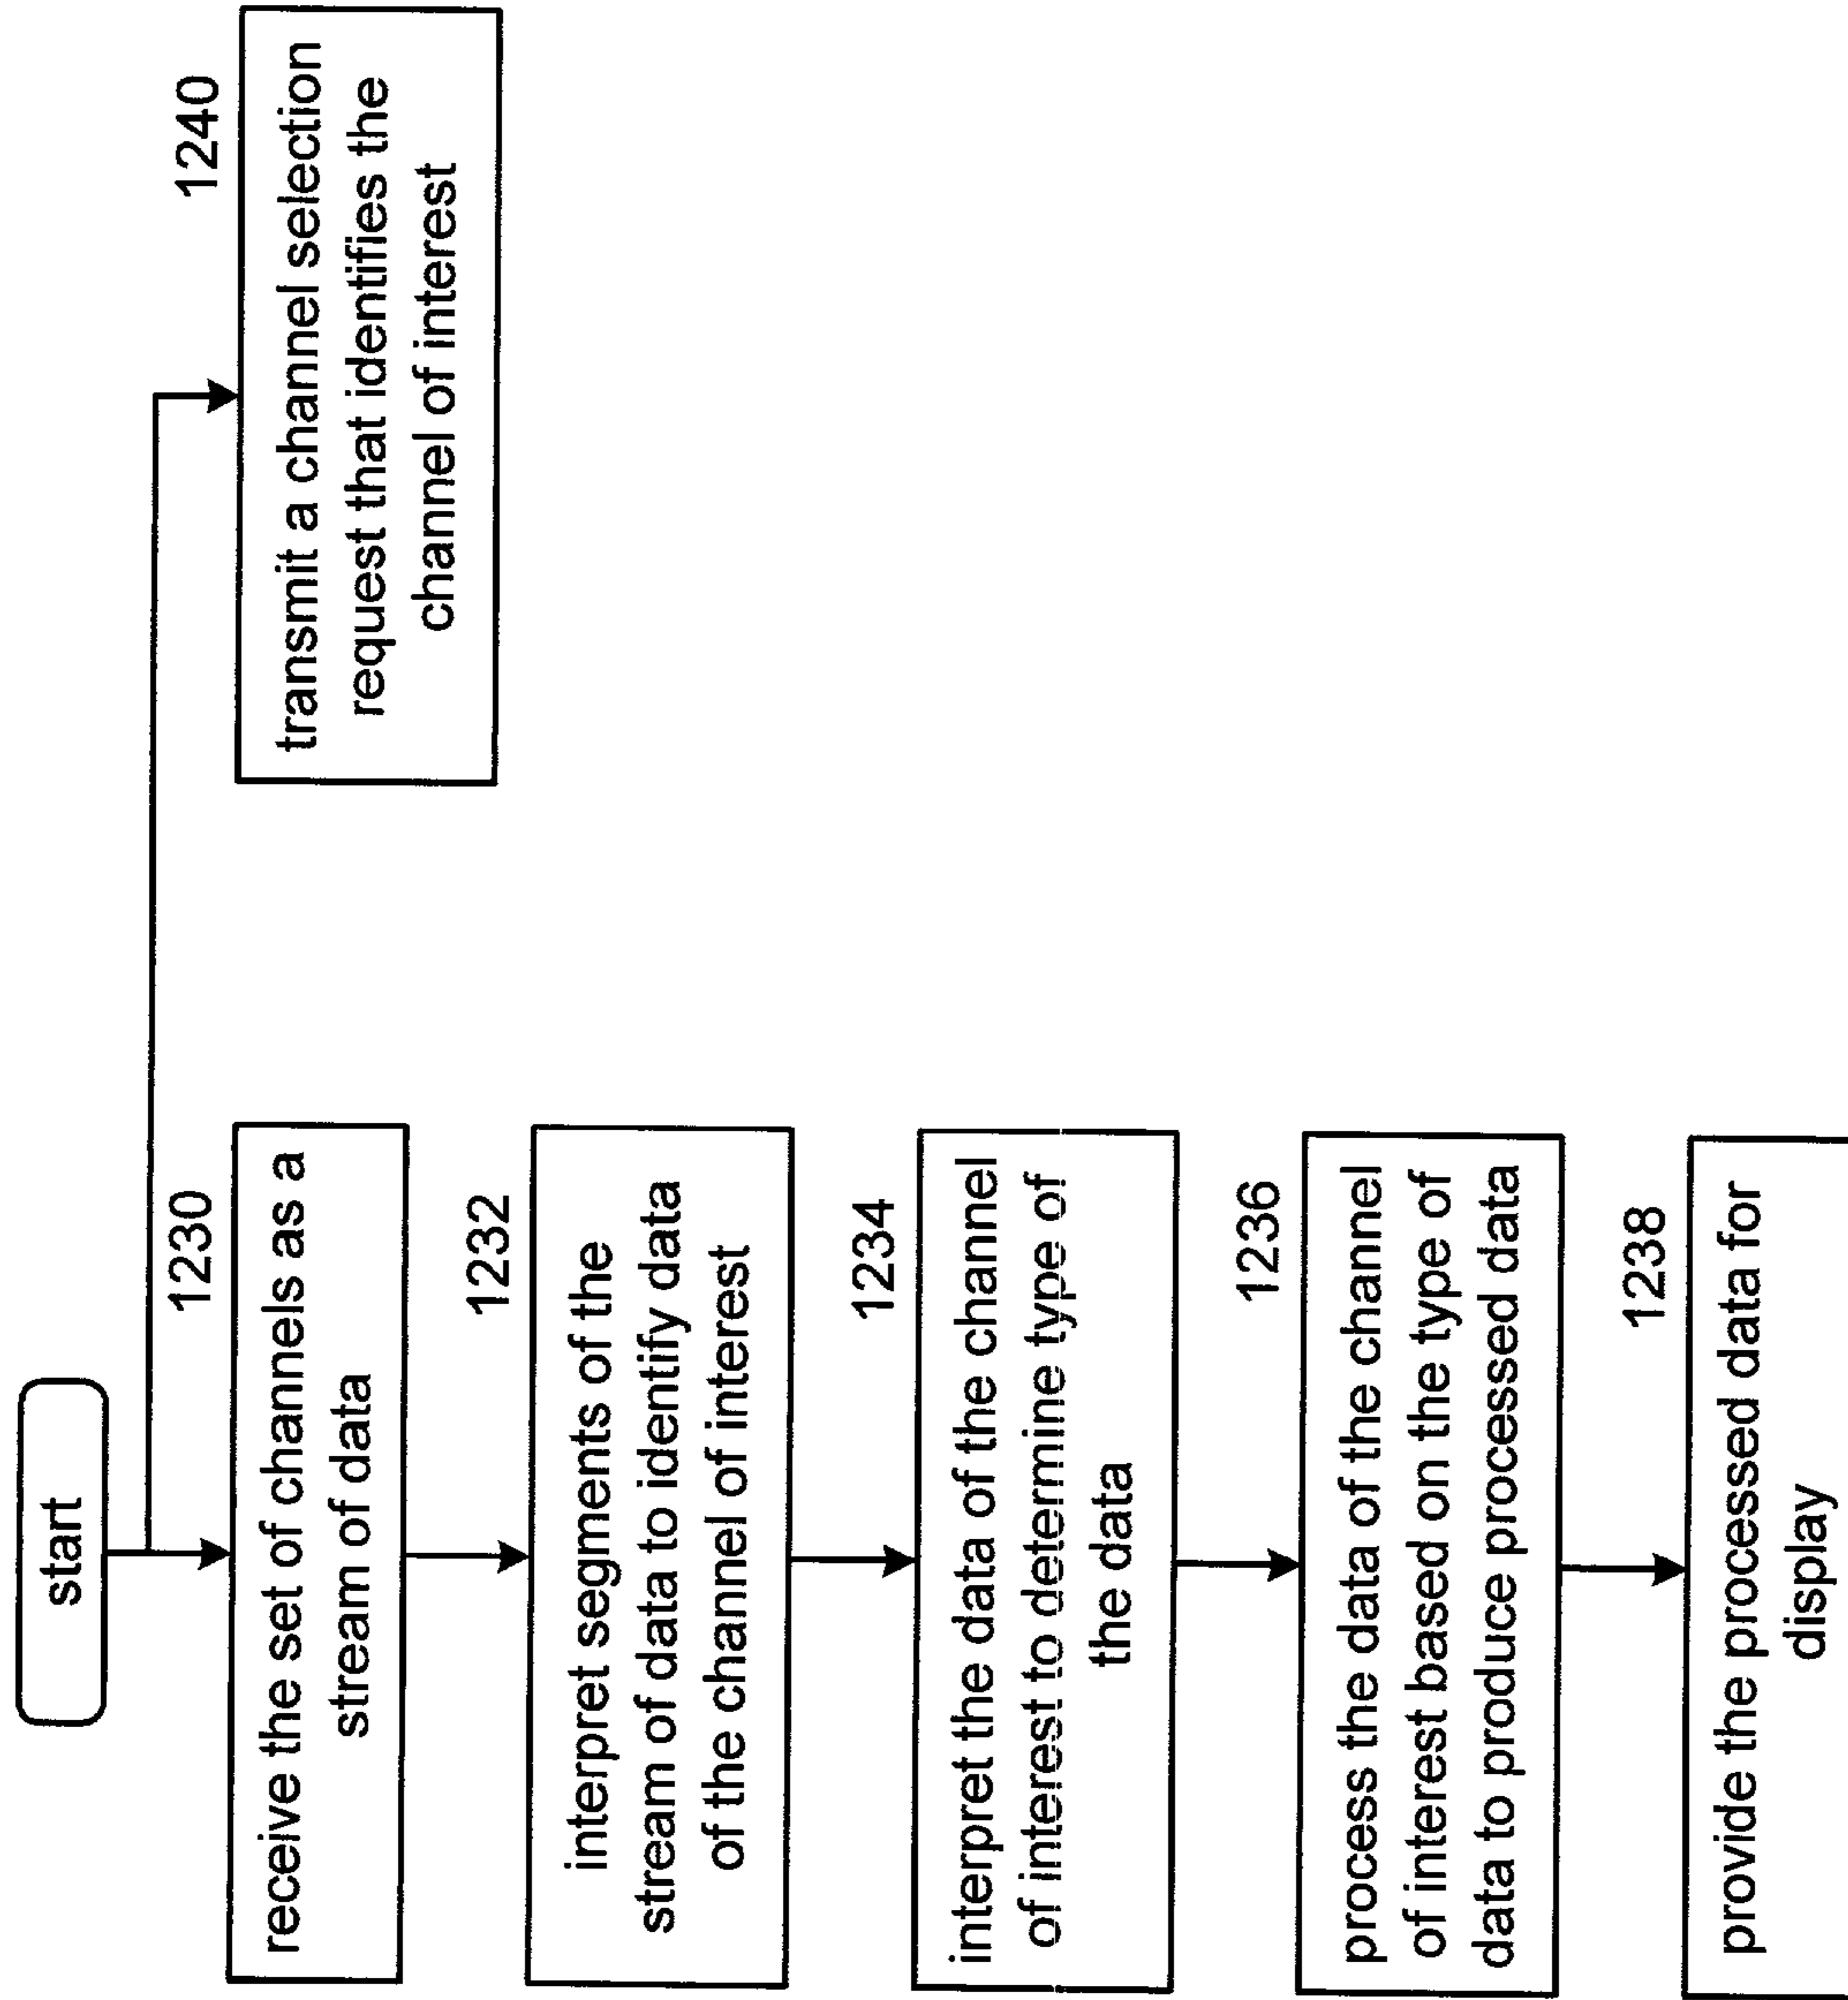 start
1230
receive the set of channels as a
stream of data
1232
interpret segments of the
stream of data to identify data
of the channel of interest
1234
interpret the data of the channel
of interest to determine type of
the data
1236
process the data of the channel
of interest based on the type of
data to produce processed data
1238
provide the processed data for
display
1240
transmit a channel selection
request that identifies the
channel of interest